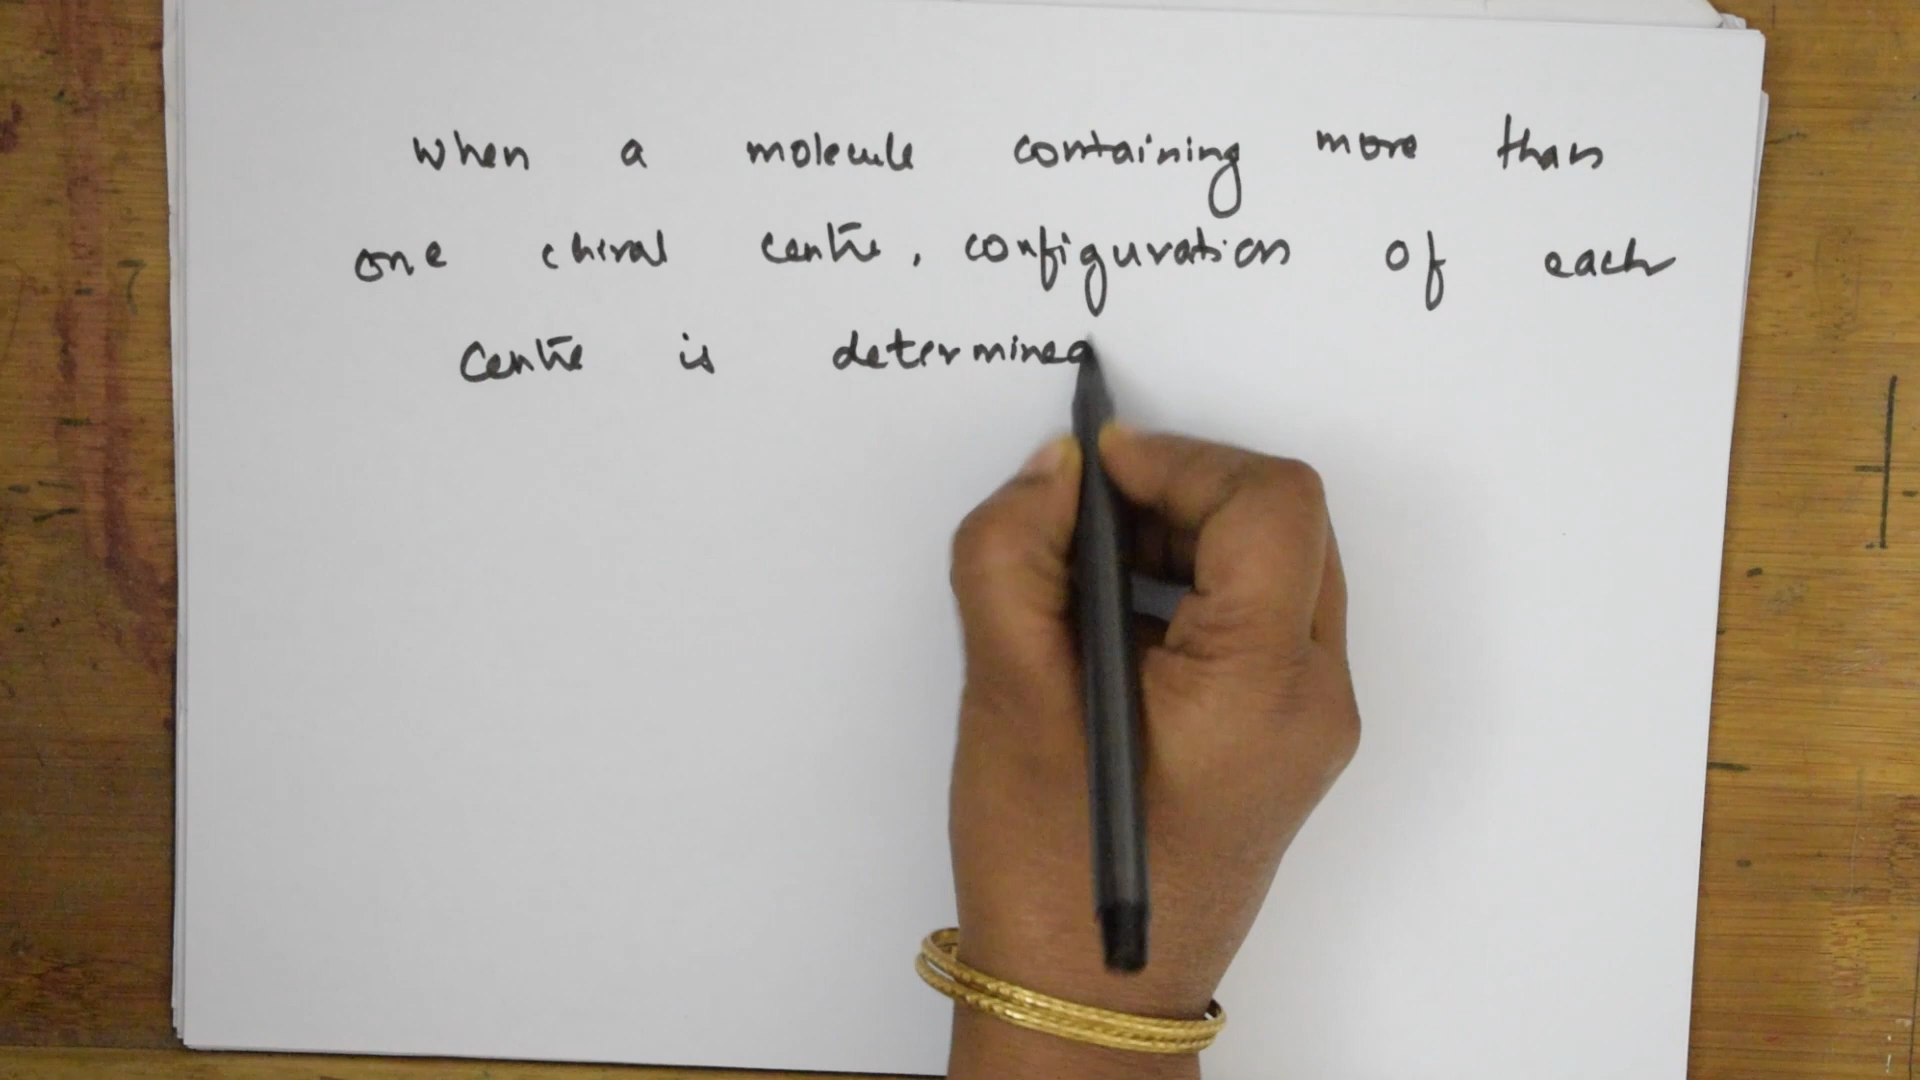 when a molecule containing more than
one chiral centre, configuration of each
centre is determined